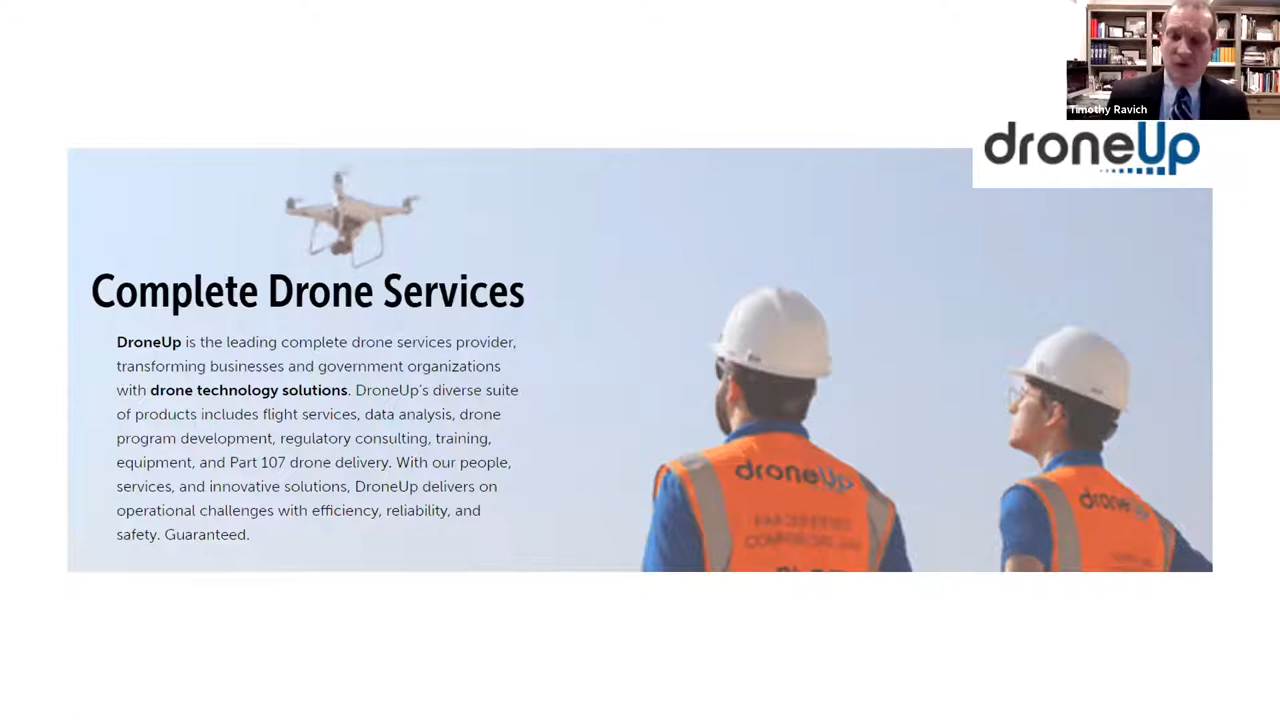 Timothy Ravich
droneUp
Complete Drone Services
DroneUp is the leading complete drone services provider,
transforming businesses and government organizations
with drone technology solutions. DroneUp's diverse suite
of products includes flight services, data analysis, drone
program development, regulatory consulting, training,
equipment, and Part 107 drone delivery. With our people,
services, and innovative solutions, DroneUp delivers on
operational challenges with efficiency, reliability, and
safety. Guaranteed.
droneUp
droneUp